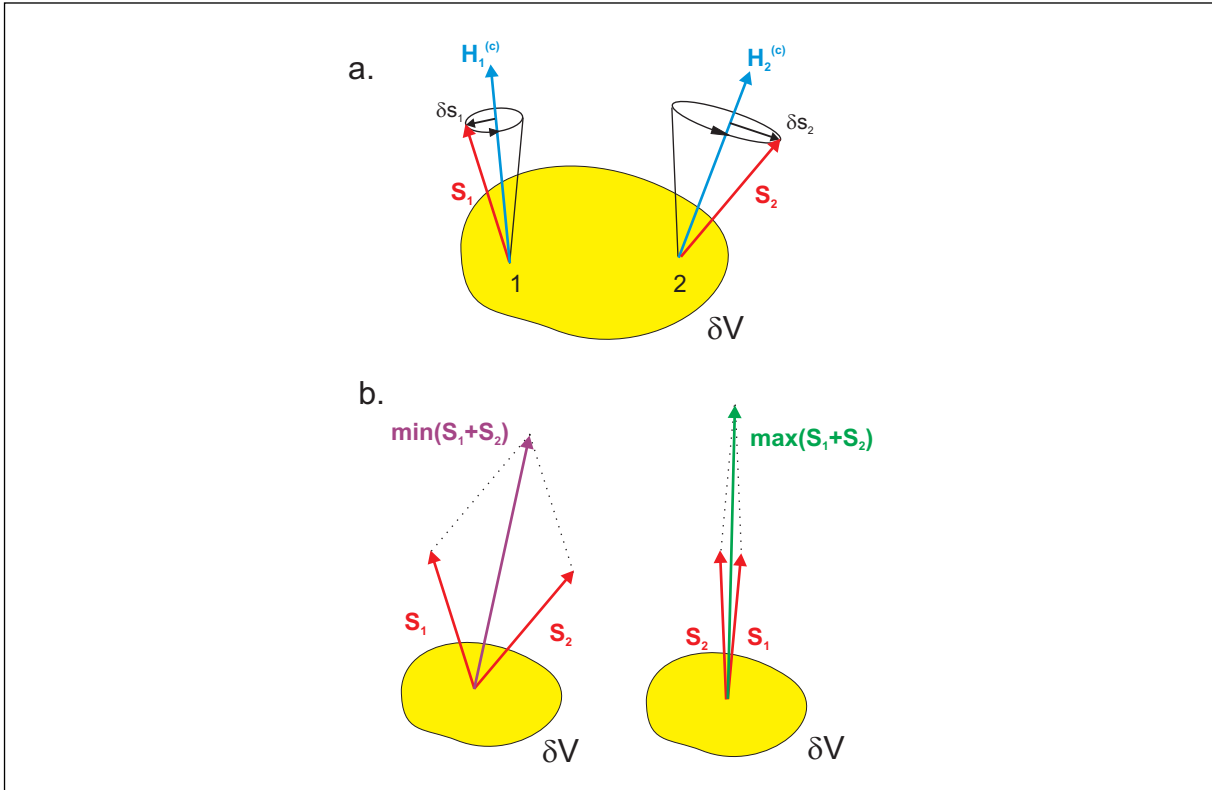 a.
H₁⁽ᶜ⁾
H₂⁽ᶜ⁾
δs₁
δs₂
S₁
S₂
1
2
δV
b.
min(S₁+S₂)
max(S₁+S₂)
S₁
S₂
S₂
S₁
δV
δV